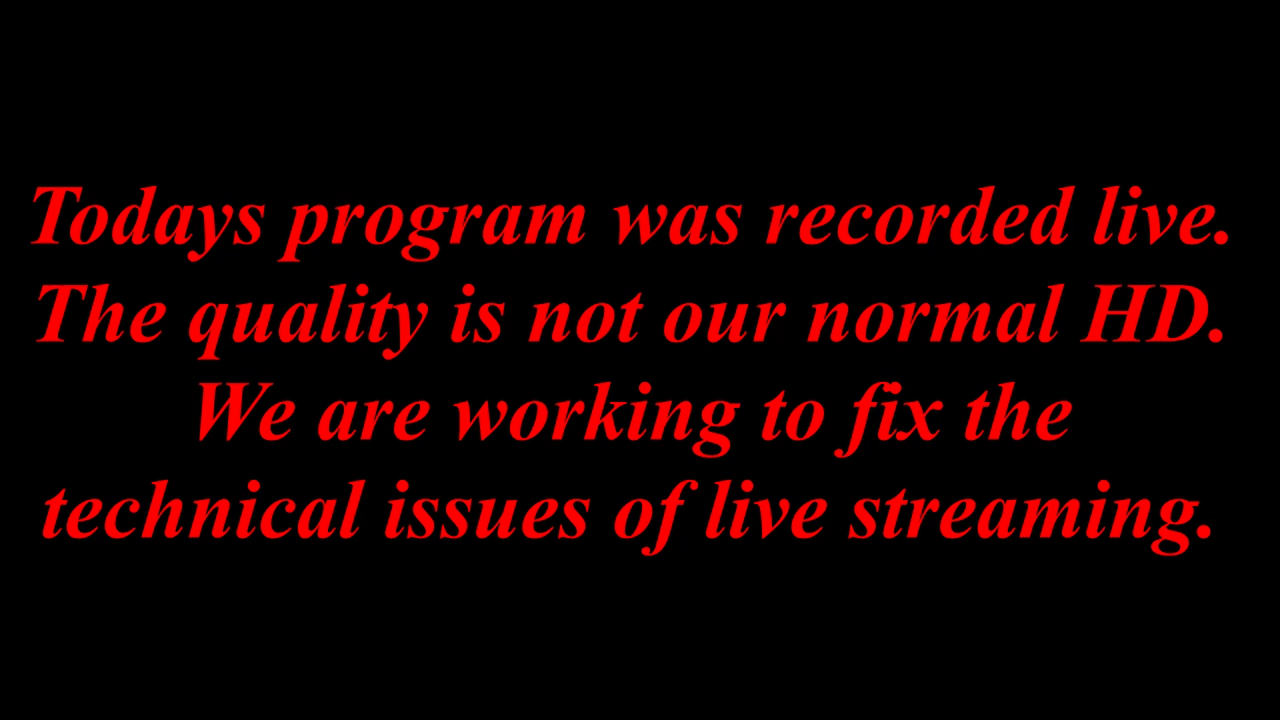 Todays program was recorded live.
The quality is not our normal HD.
We are working to fix the
technical issues of live streaming.